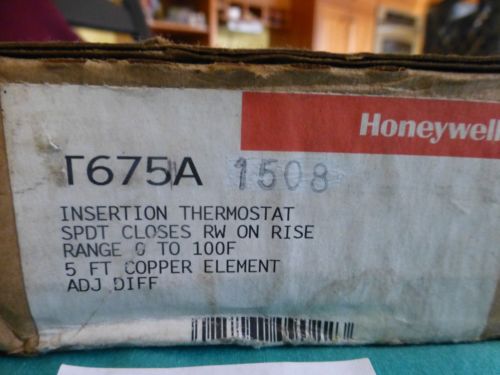 Honeywell
T675A 1508
INSERTION THERMOSTAT
SPDT CLOSES RW ON RISE
RANGE 0 TO 100F
5 FT COPPER ELEMENT
ADJ DIFF